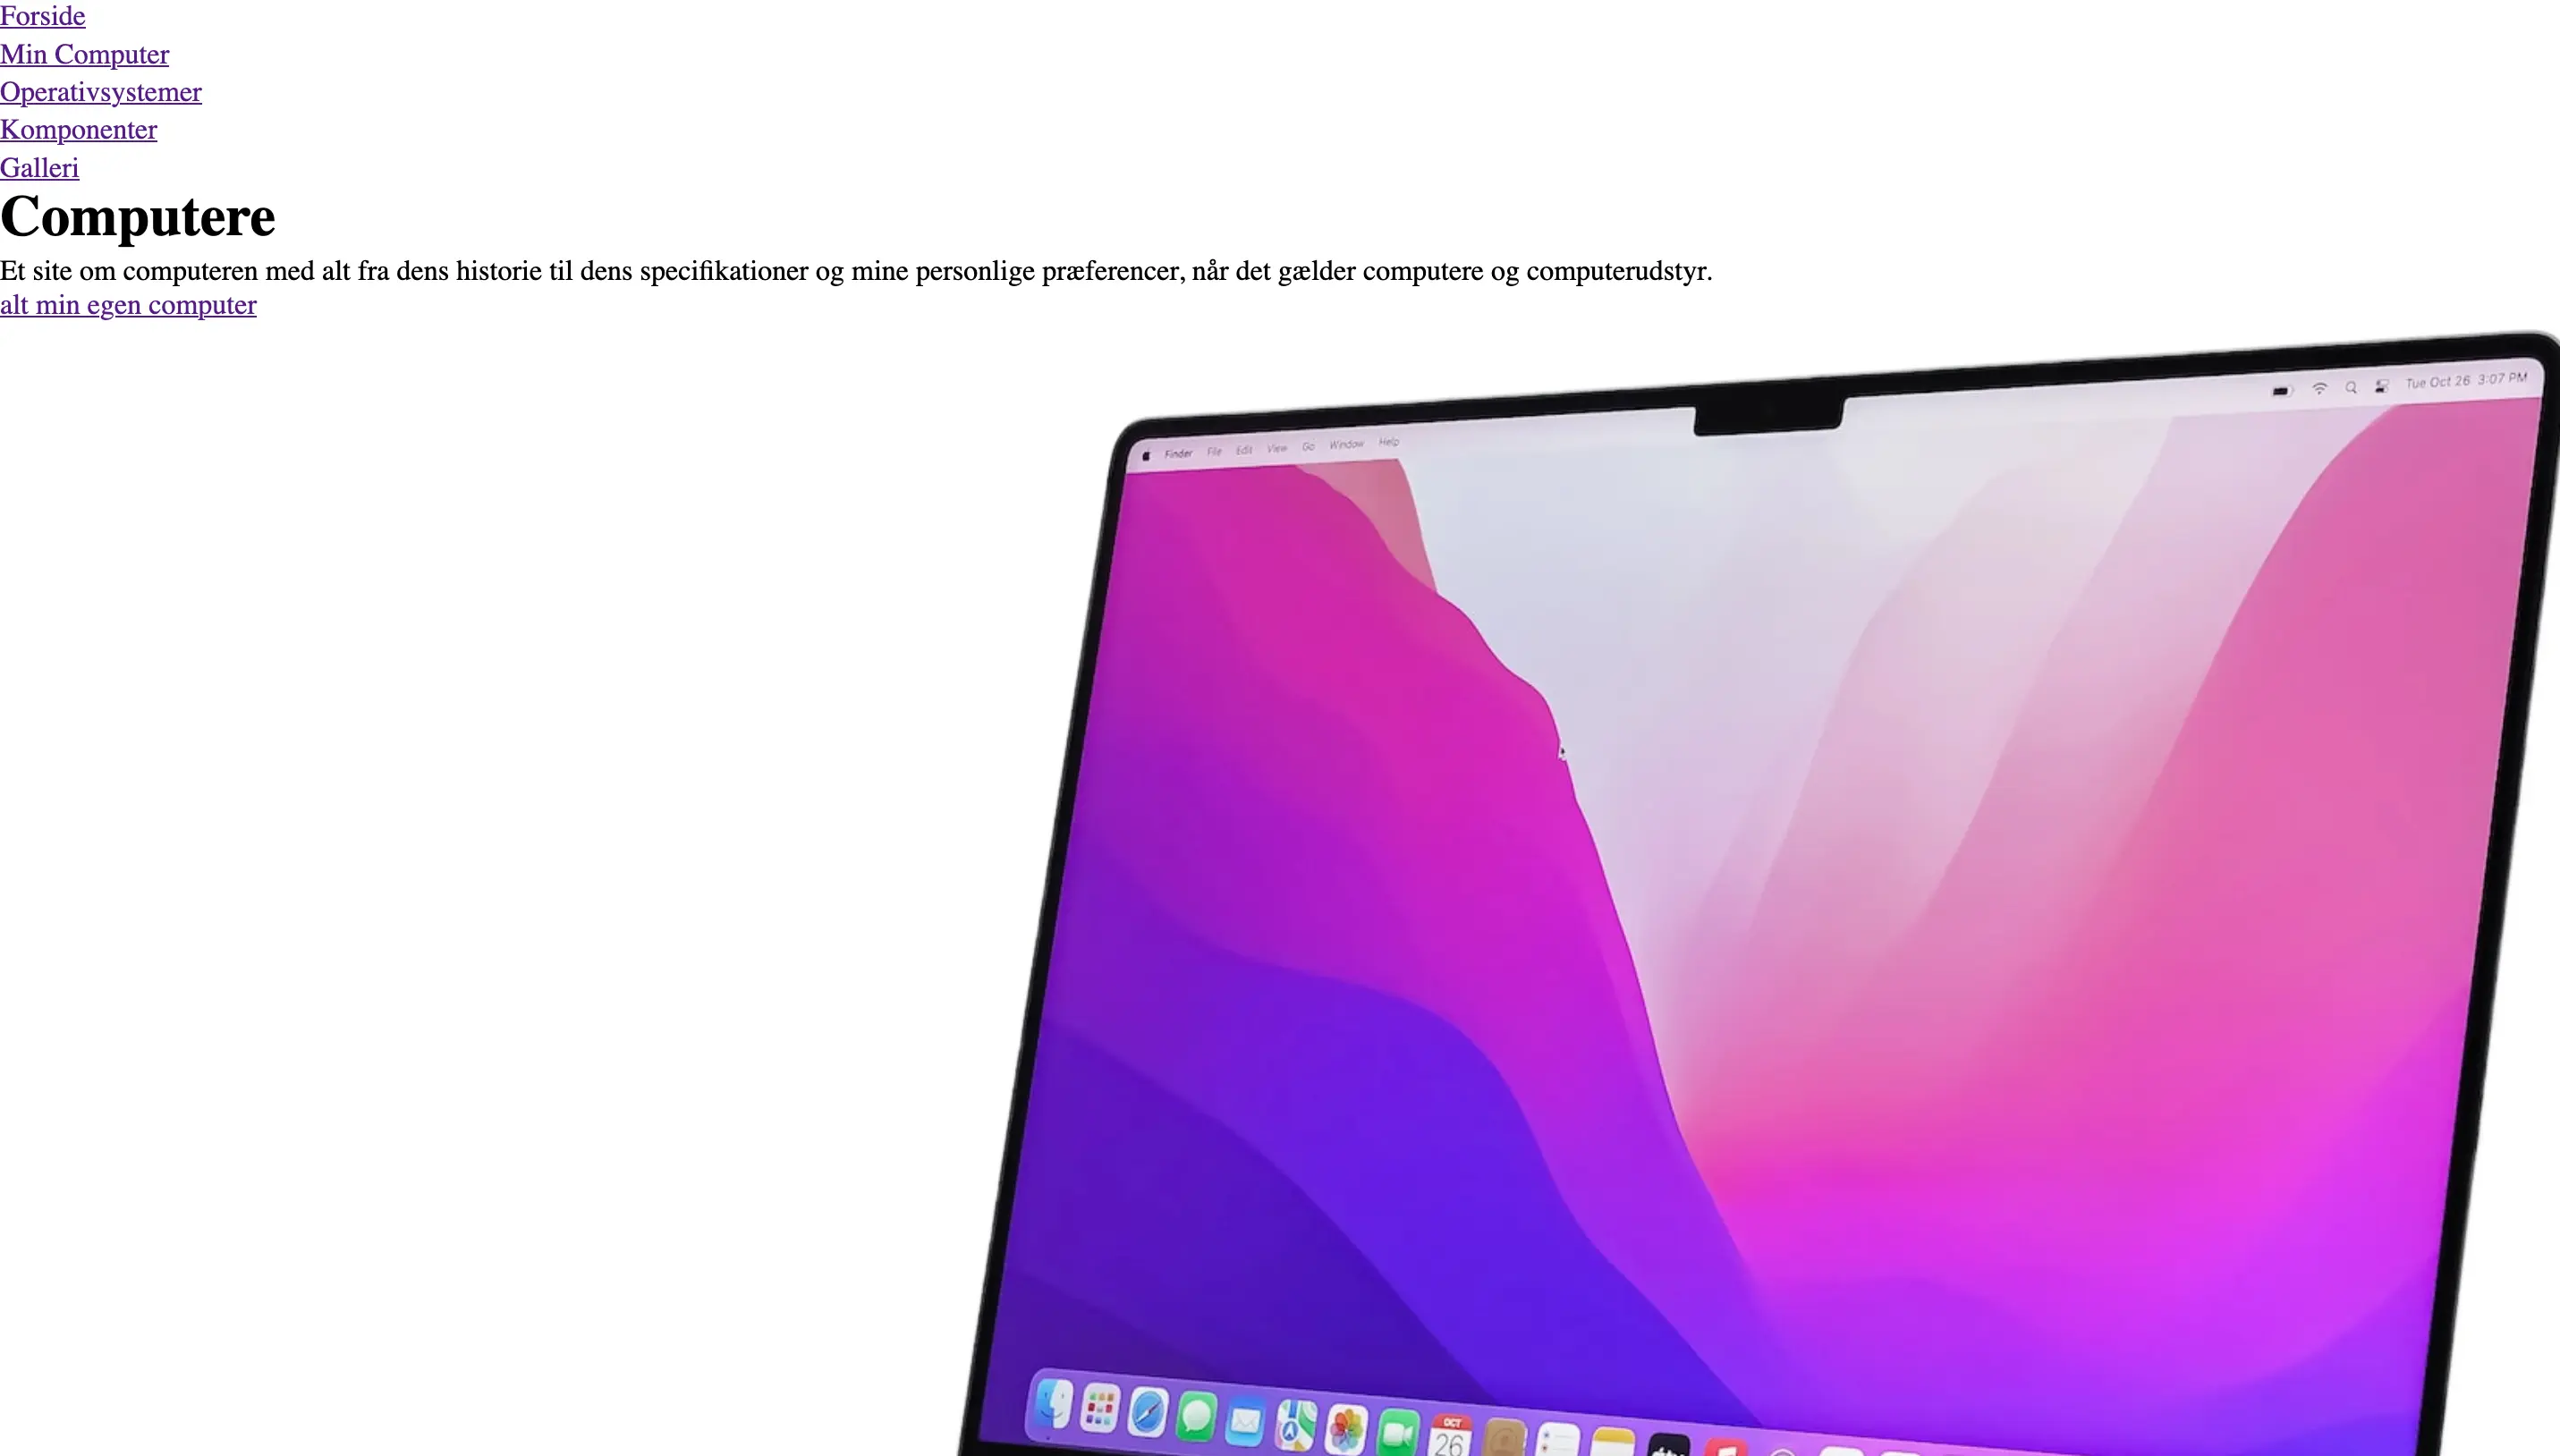 Forside
Min Computer
Operativsystemer
Komponenter
Galleri
Computere
Et site om computeren med alt fra dens historie til dens specifikationer og mine personlige præferencer, når det gælder computere og computerudstyr.
alt min egen computer
Finder File Edit View Go Window Help
Tue Oct 26 3:07 PM
OCT
26